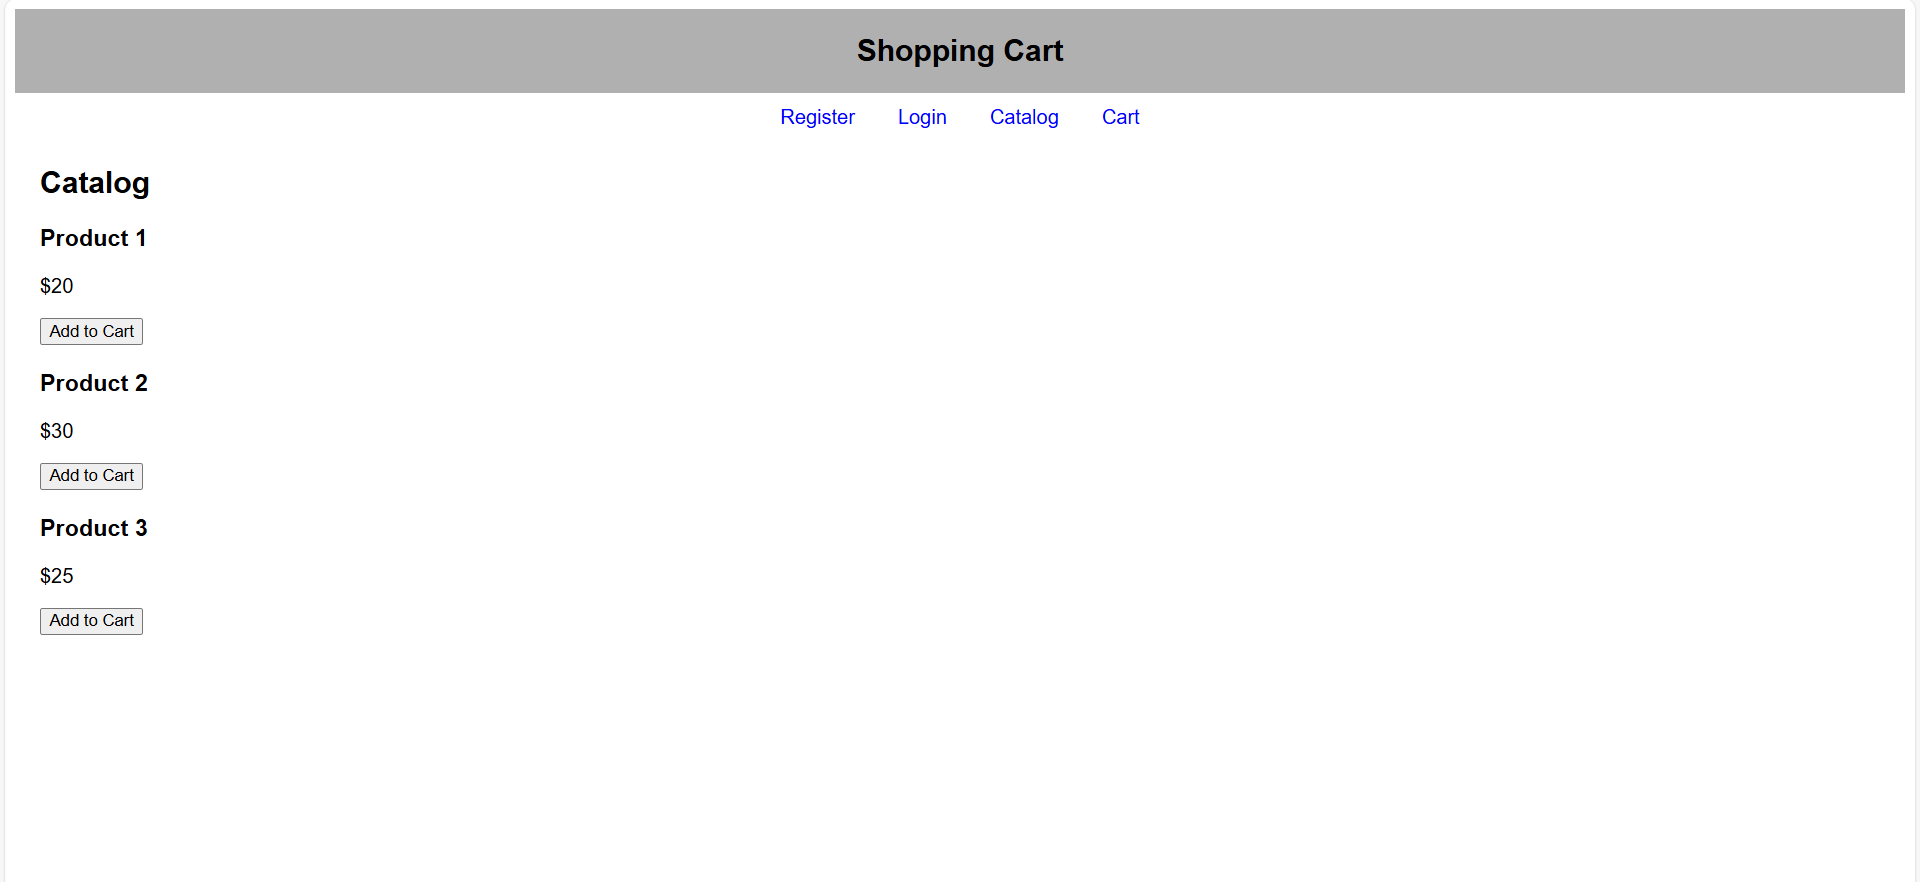 Shopping Cart
Register Login Catalog Cart
Catalog
Product 1
$20
Add to Cart
Product 2
$30
Add to Cart
Product 3
$25
Add to Cart